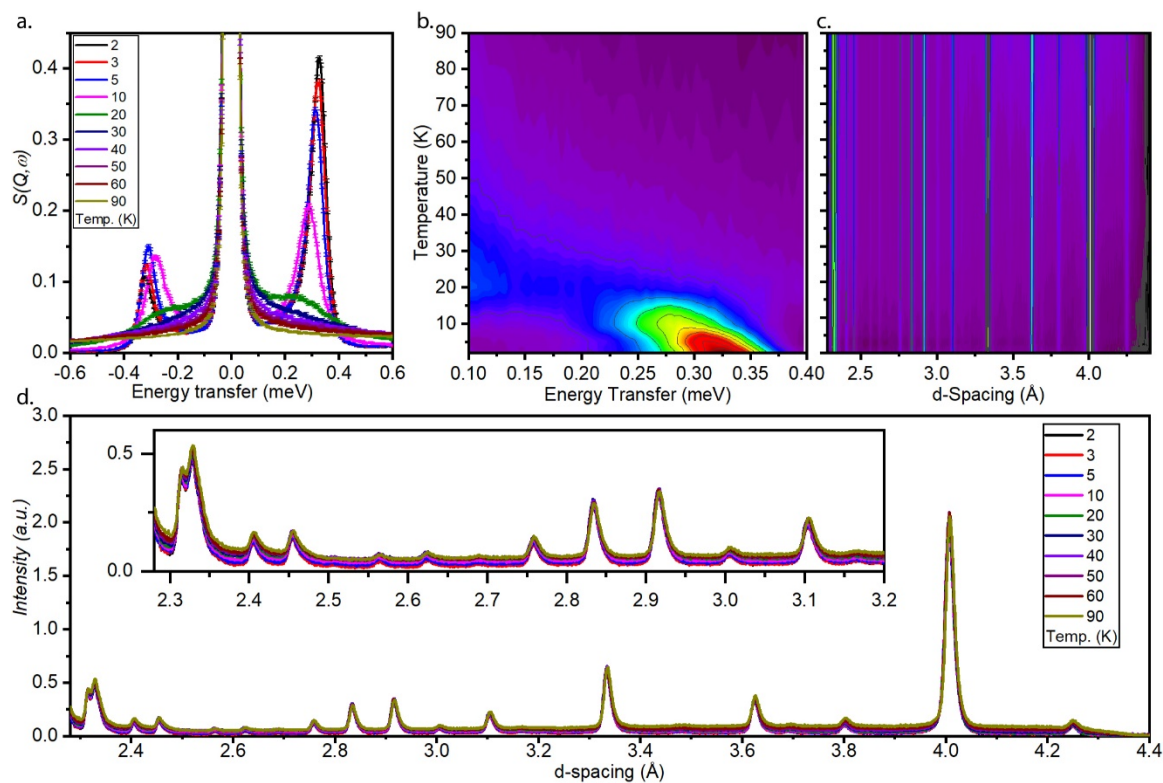 a.
S(Q,ω)
0.4
0.3
0.2
0.1
0.0
2
3
5
10
20
30
40
50
60
90
Temp. (K)
-0.6 -0.4 -0.2 0.0 0.2 0.4 0.6
Energy transfer (meV)
b.
Temperature (K)
90
80
70
60
50
40
30
20
10
0.10 0.15 0.20 0.25 0.30 0.35 0.40
Energy Transfer (meV)
c.
2.5 3.0 3.5 4.0
d-Spacing (Å)
d.
Intensity (a.u.)
3.0
2.5
2.0
1.5
1.0
0.5
0.0
0.5
0.0
2.3 2.4 2.5 2.6 2.7 2.8 2.9 3.0 3.1 3.2
2
3
5
10
20
30
40
50
60
90
Temp. (K)
2.4 2.6 2.8 3.0 3.2 3.4 3.6 3.8 4.0 4.2 4.4
d-spacing (Å)